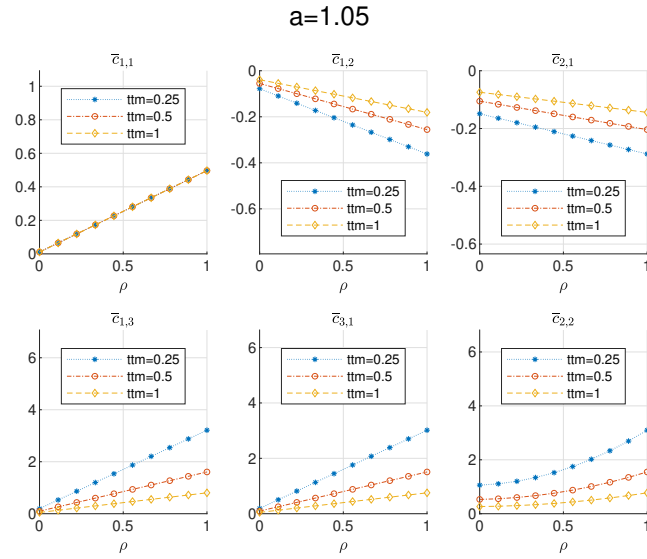 a=1.05
c̅1,1
1
0.8
0.6
0.4
0.2
0
ttm=0.25
ttm=0.5
ttm=1
0 0.5 1
ρ
c̅1,2
0
-0.2
-0.4
-0.6
ttm=0.25
ttm=0.5
ttm=1
0 0.5 1
ρ
c̅2,1
0
-0.2
-0.4
-0.6
ttm=0.25
ttm=0.5
ttm=1
0 0.5 1
ρ
c̅1,3
6
4
2
0
ttm=0.25
ttm=0.5
ttm=1
0 0.5 1
ρ
c̅3,1
6
4
2
0
ttm=0.25
ttm=0.5
ttm=1
0 0.5 1
ρ
c̅2,2
6
4
2
0
ttm=0.25
ttm=0.5
ttm=1
0 0.5 1
ρ